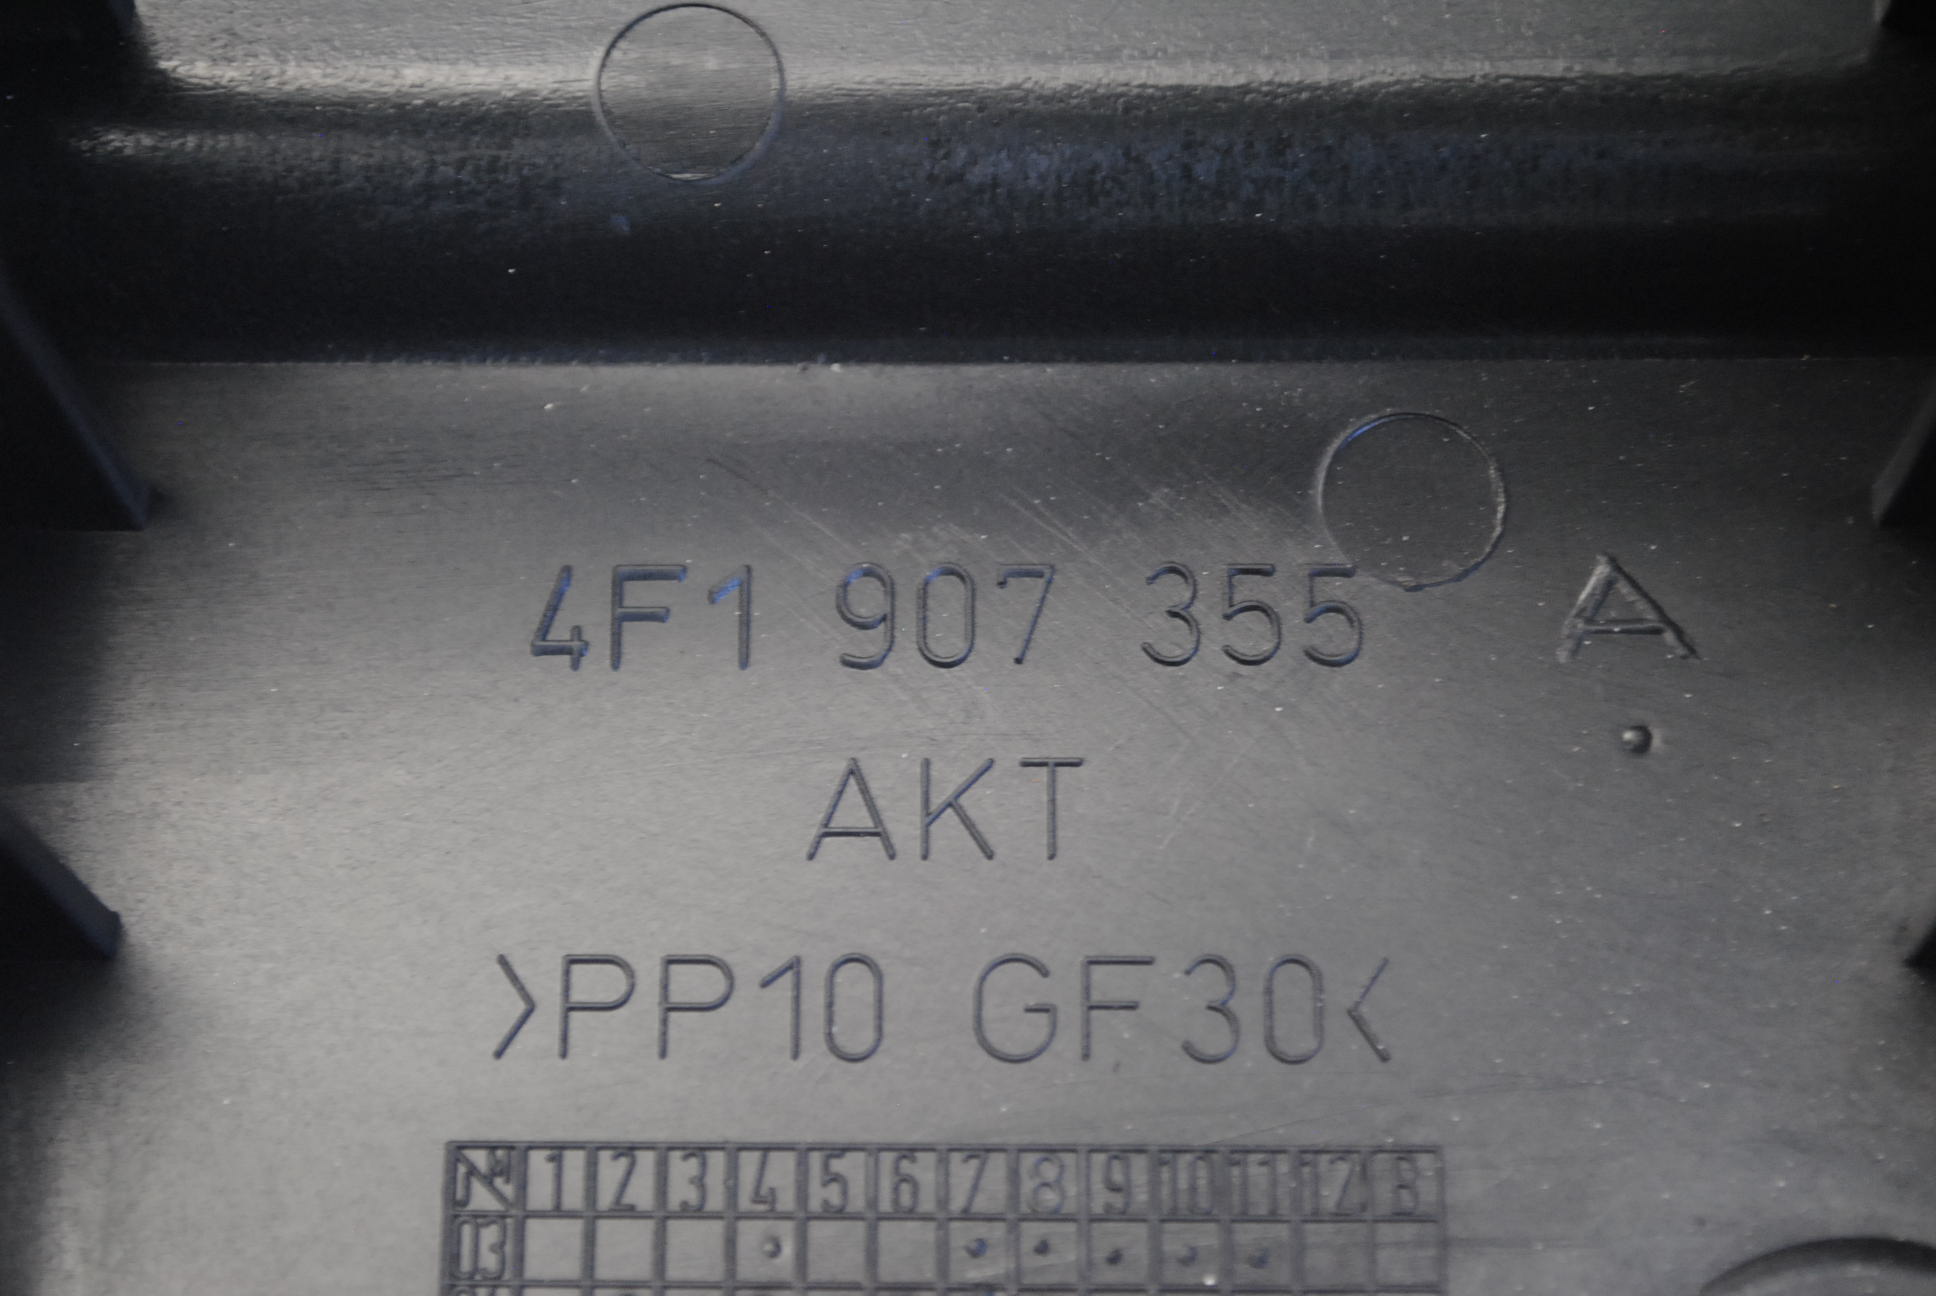 4F1 907 355 A
AKT
>PP10 GF30<
1 2 3 4 5 6 7 8 9 10 11 12
03